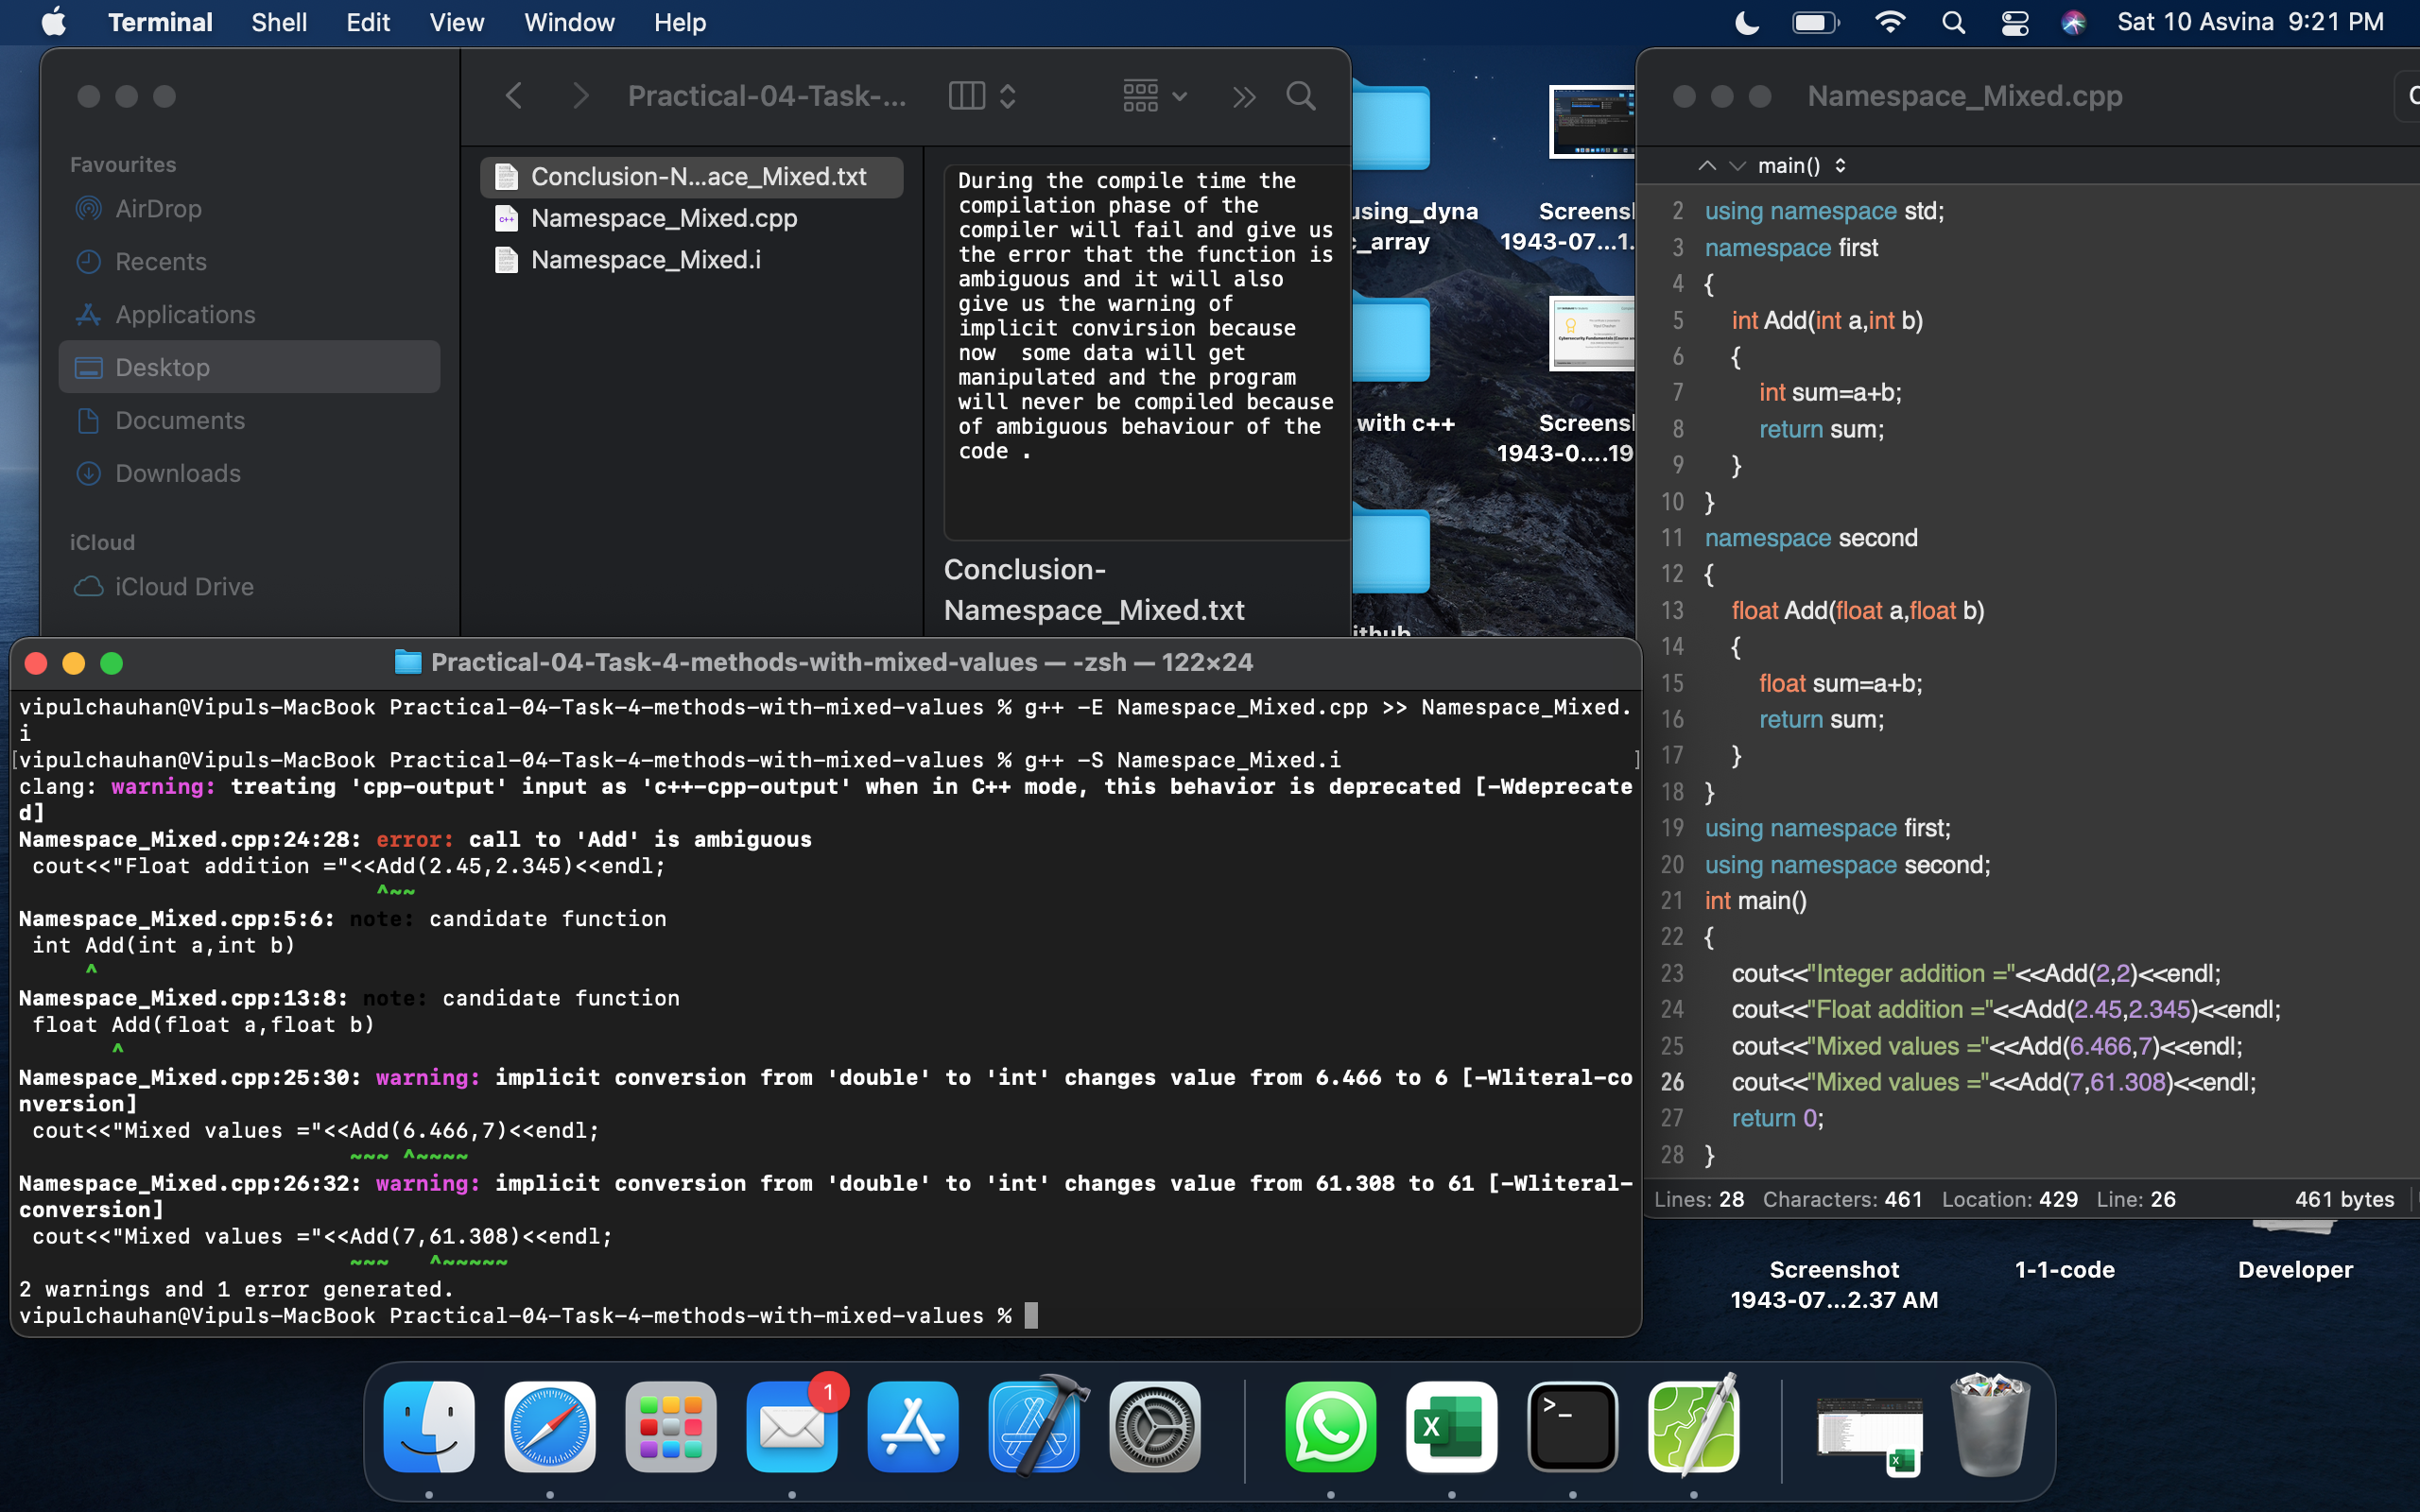 Terminal Shell Edit View Window Help
Sat 10 Asvina 9:21 PM
Practical-04-Task-...
Favourites
AirDrop
Recents
Applications
Desktop
Documents
Downloads
iCloud
iCloud Drive
Conclusion-N...ace_Mixed.txt
Namespace_Mixed.cpp
Namespace_Mixed.i
During the compile time the
compilation phase of the
compiler will fail and give us
the error that the function is
ambiguous and it will also
give us the warning of
implicit convirsion because
now  some data will get
manipulated and the program
will never be compiled because
of ambiguous behaviour of the
code .
Conclusion-
Namespace_Mixed.txt
using_dyna
c_array
with c++
ithub
Screens
1943-07...1.
Screens
1943-0....19
Namespace_Mixed.cpp
main()
2 using namespace std;
3 namespace first
4 {
5 int Add(int a,int b)
6 {
7 int sum=a+b;
8 return sum;
9 }
10 }
11 namespace second
12 {
13 float Add(float a,float b)
14 {
15 float sum=a+b;
16 return sum;
17 }
18 }
19 using namespace first;
20 using namespace second;
21 int main()
22 {
23 cout<<"Integer addition ="<<Add(2,2)<<endl;
24 cout<<"Float addition ="<<Add(2.45,2.345)<<endl;
25 cout<<"Mixed values ="<<Add(6.466,7)<<endl;
26 cout<<"Mixed values ="<<Add(7,61.308)<<endl;
27 return 0;
28 }
Lines: 28 Characters: 461 Location: 429 Line: 26 461 bytes
Practical-04-Task-4-methods-with-mixed-values — -zsh — 122×24
vipulchauhan@Vipuls-MacBook Practical-04-Task-4-methods-with-mixed-values % g++ -E Namespace_Mixed.cpp >> Namespace_Mixed.
i
[vipulchauhan@Vipuls-MacBook Practical-04-Task-4-methods-with-mixed-values % g++ -S Namespace_Mixed.i ]
clang: warning: treating 'cpp-output' input as 'c++-cpp-output' when in C++ mode, this behavior is deprecated [-Wdeprecate
d]
Namespace_Mixed.cpp:24:28: error: call to 'Add' is ambiguous
cout<<"Float addition ="<<Add(2.45,2.345)<<endl;
^~~
Namespace_Mixed.cpp:5:6: note: candidate function
int Add(int a,int b)
^
Namespace_Mixed.cpp:13:8: note: candidate function
float Add(float a,float b)
^
Namespace_Mixed.cpp:25:30: warning: implicit conversion from 'double' to 'int' changes value from 6.466 to 6 [-Wliteral-co
nversion]
cout<<"Mixed values ="<<Add(6.466,7)<<endl;
~~~ ^~~~~
Namespace_Mixed.cpp:26:32: warning: implicit conversion from 'double' to 'int' changes value from 61.308 to 61 [-Wliteral-
conversion]
cout<<"Mixed values ="<<Add(7,61.308)<<endl;
~~~   ^~~~~~
2 warnings and 1 error generated.
vipulchauhan@Vipuls-MacBook Practical-04-Task-4-methods-with-mixed-values %
Screenshot
1943-07...2.37 AM
1-1-code
Developer
1